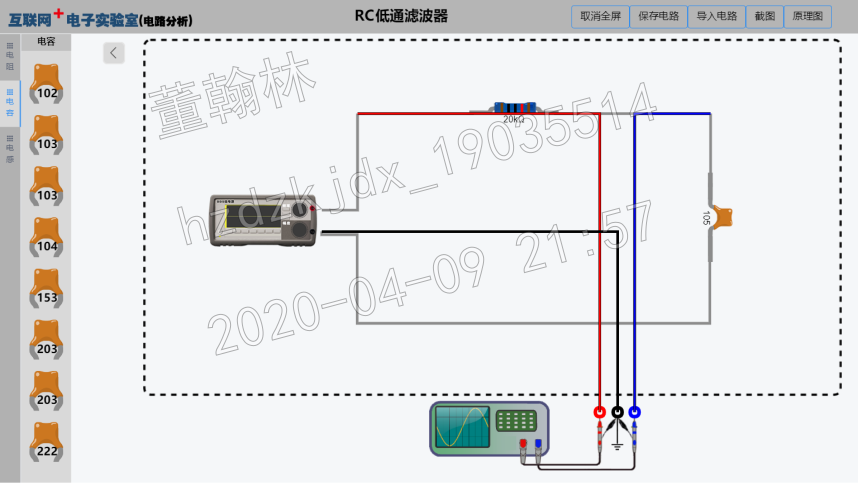 互联网+电子实验室(电路分析)
RC低通滤波器
取消全屏
保存电路
导入电路
截图
原理图
电阻
电容
电感
电容
102
103
103
104
153
203
203
222
董翰林
hzdzkjdx_19035514
2020-04-09 21:57
20kΩ
105